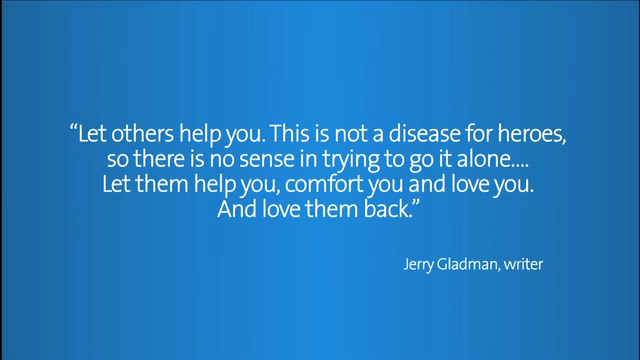 “Let others help you. This is not a disease for heroes,
so there is no sense in trying to go it alone....
Let them help you, comfort you and love you.
And love them back.”
Jerry Gladman, writer